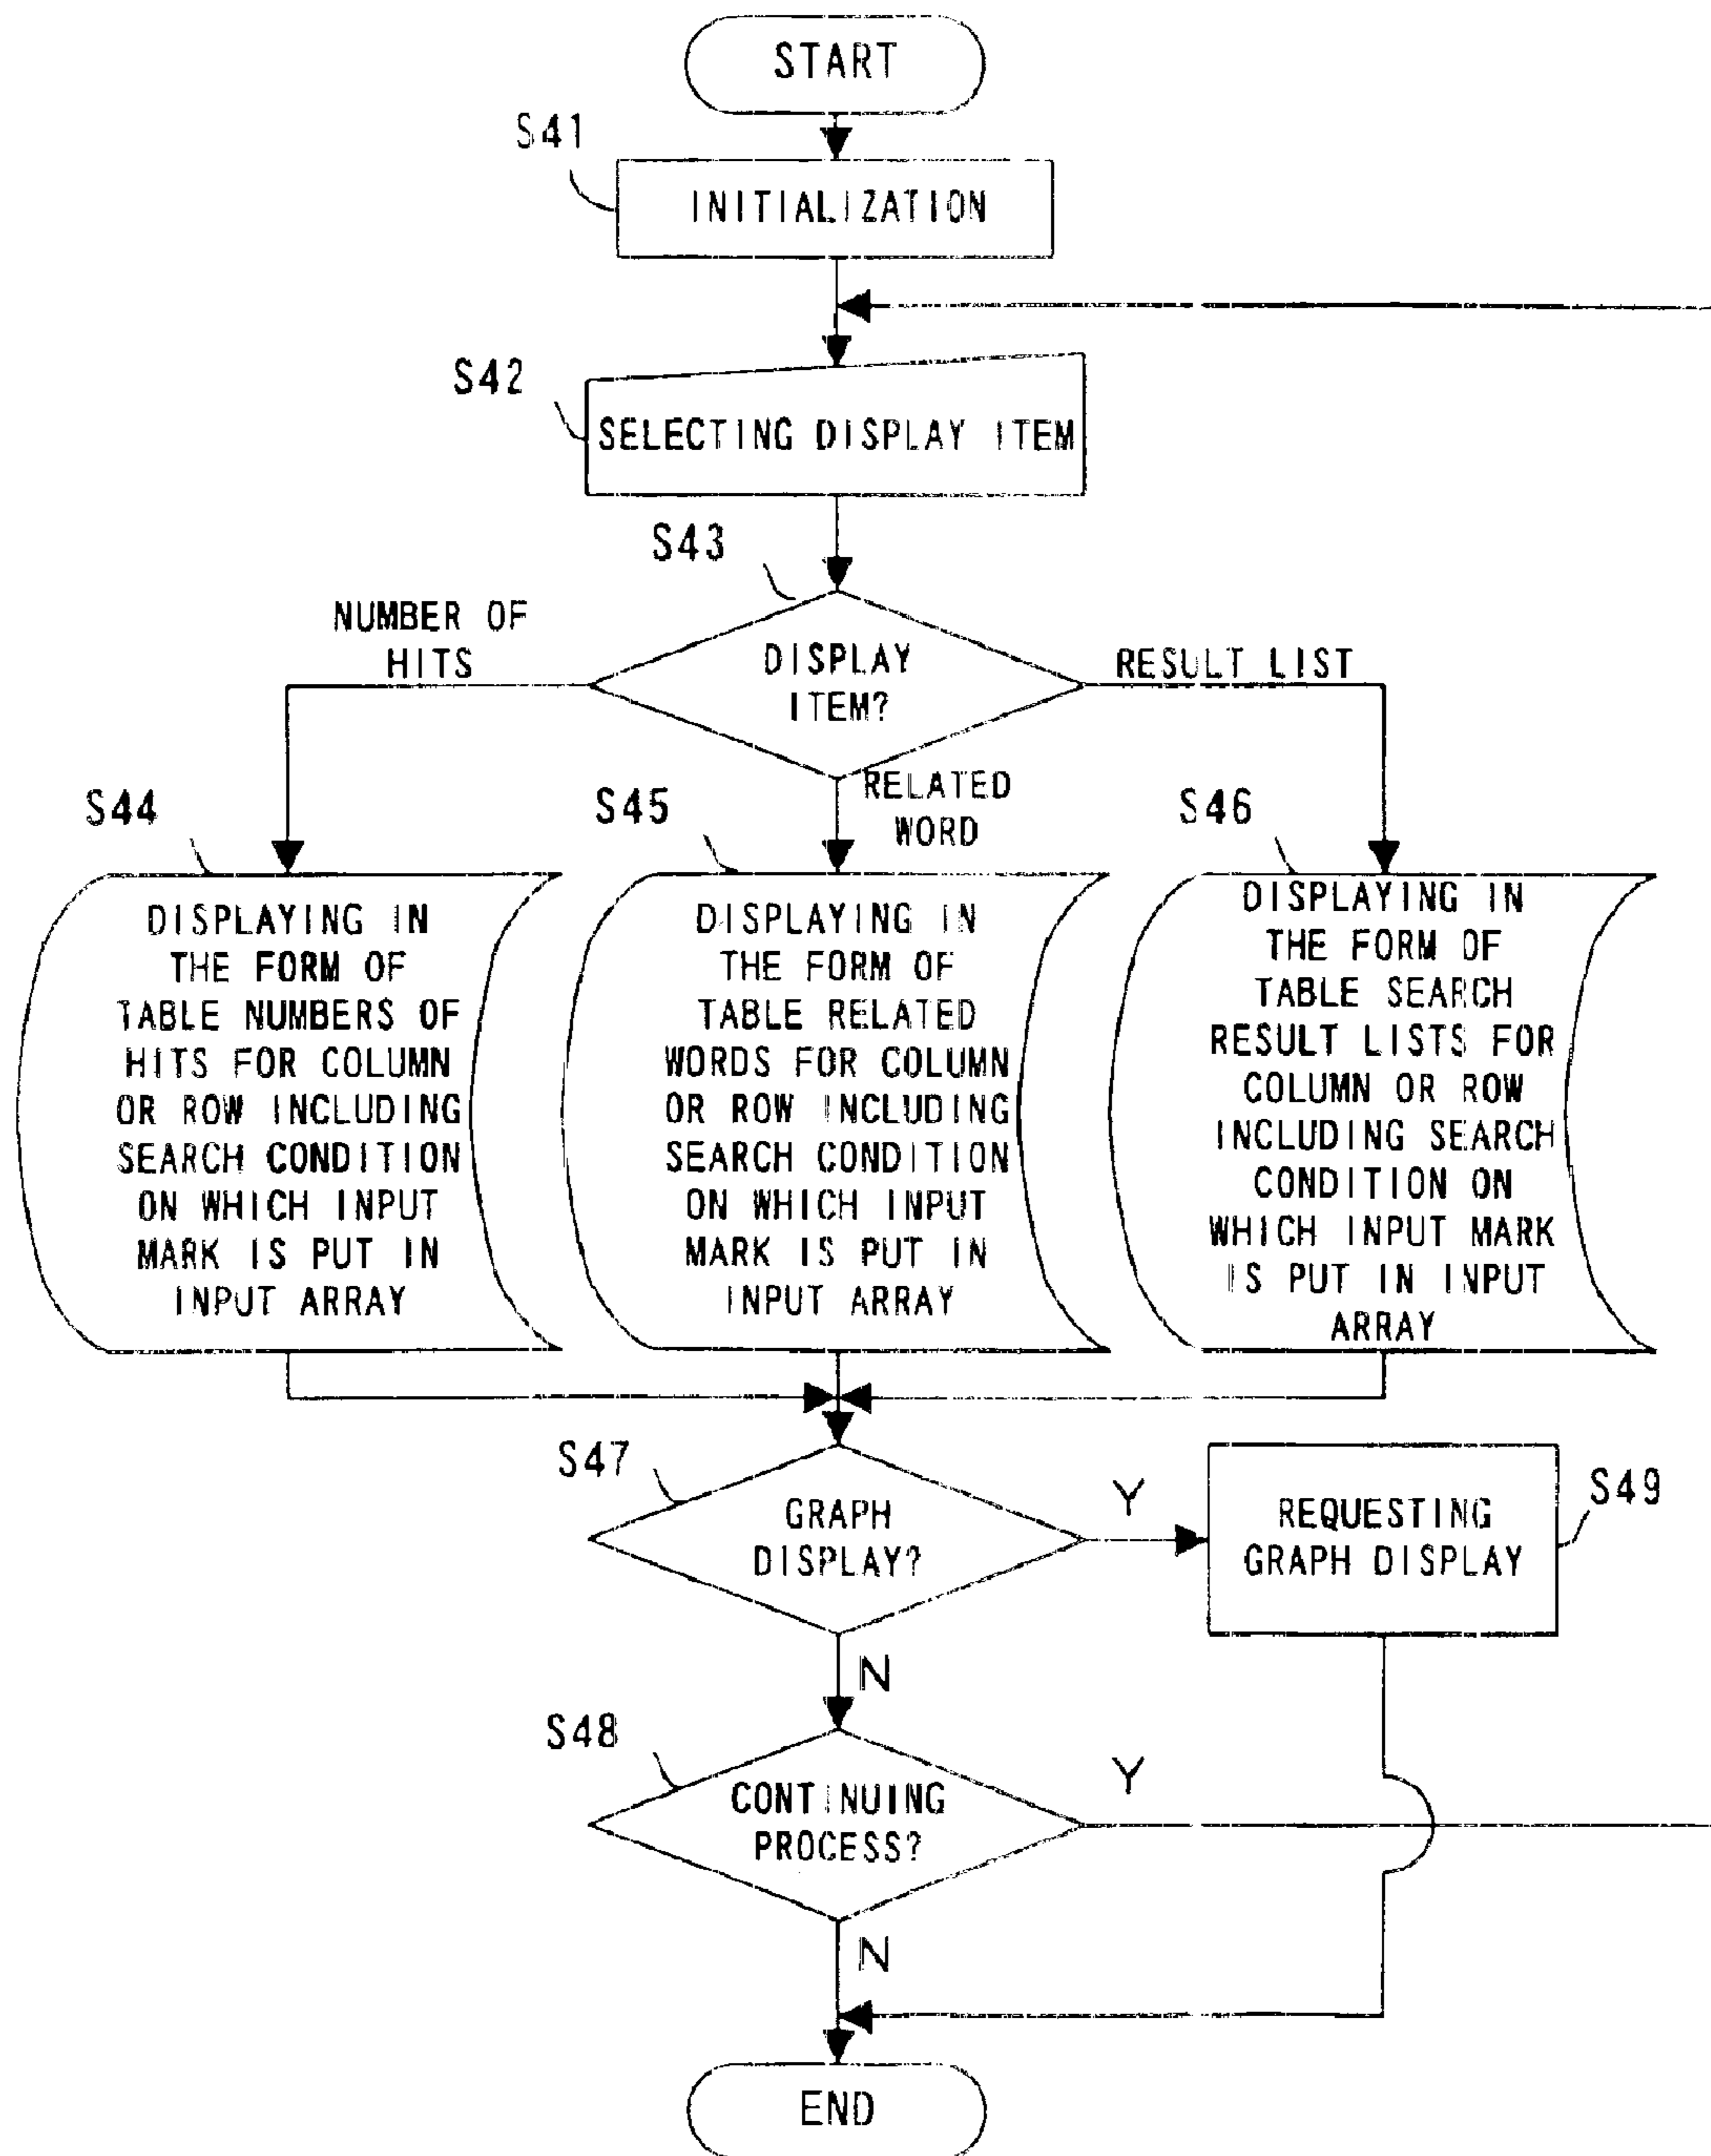 START
S41
INITIALIZATION
S42
SELECTING DISPLAY ITEM
S43
NUMBER OF
HITS
DISPLAY
ITEM?
RESULT LIST
RELATED
WORD
S44
DISPLAYING IN
THE FORM OF
TABLE NUMBERS OF
HITS FOR COLUMN
OR ROW INCLUDING
SEARCH CONDITION
ON WHICH INPUT
MARK IS PUT IN
INPUT ARRAY
S45
DISPLAYING IN
THE FORM OF
TABLE RELATED
WORDS FOR COLUMN
OR ROW INCLUDING
SEARCH CONDITION
ON WHICH INPUT
MARK IS PUT IN
INPUT ARRAY
S46
DISPLAYING IN
THE FORM OF
TABLE SEARCH
RESULT LISTS FOR
COLUMN OR ROW
INCLUDING SEARCH
CONDITION ON
WHICH INPUT MARK
IS PUT IN INPUT
ARRAY
S47
GRAPH
DISPLAY?
Y
REQUESTING
GRAPH DISPLAY
S49
N
S48
CONTINUING
PROCESS?
Y
N
END